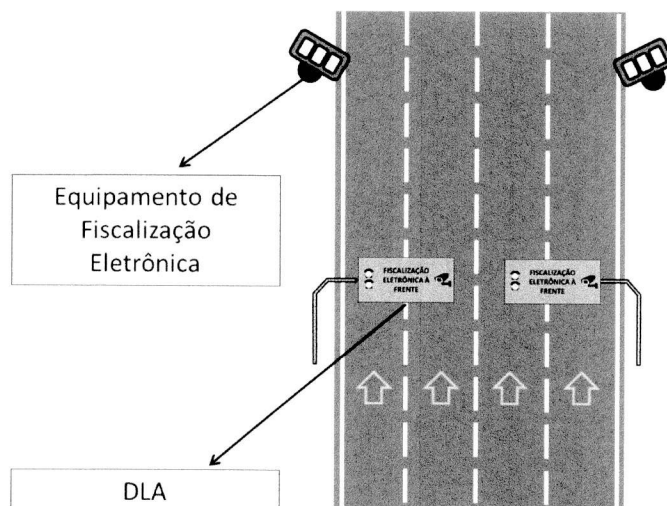 Equipamento de
Fiscalização
Eletrônica
FISCALIZAÇÃO
ELETRÔNICA À
FRENTE
FISCALIZAÇÃO
ELETRÔNICA À
FRENTE
DLA